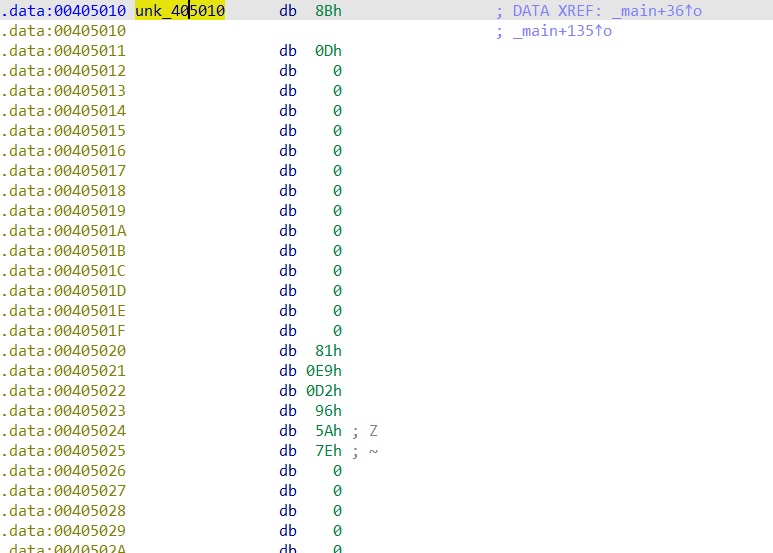 .data:00405010 unk_405010 db 8Bh ; DATA XREF: _main+36↑o
.data:00405010 ; _main+135↑o
.data:00405011 db 0Dh
.data:00405012 db 0
.data:00405013 db 0
.data:00405014 db 0
.data:00405015 db 0
.data:00405016 db 0
.data:00405017 db 0
.data:00405018 db 0
.data:00405019 db 0
.data:0040501A db 0
.data:0040501B db 0
.data:0040501C db 0
.data:0040501D db 0
.data:0040501E db 0
.data:0040501F db 0
.data:00405020 db 81h
.data:00405021 db 0E9h
.data:00405022 db 0D2h
.data:00405023 db 96h
.data:00405024 db 5Ah ; Z
.data:00405025 db 7Eh ; ~
.data:00405026 db 0
.data:00405027 db 0
.data:00405028 db 0
.data:00405029 db 0
.data:0040502A db 0